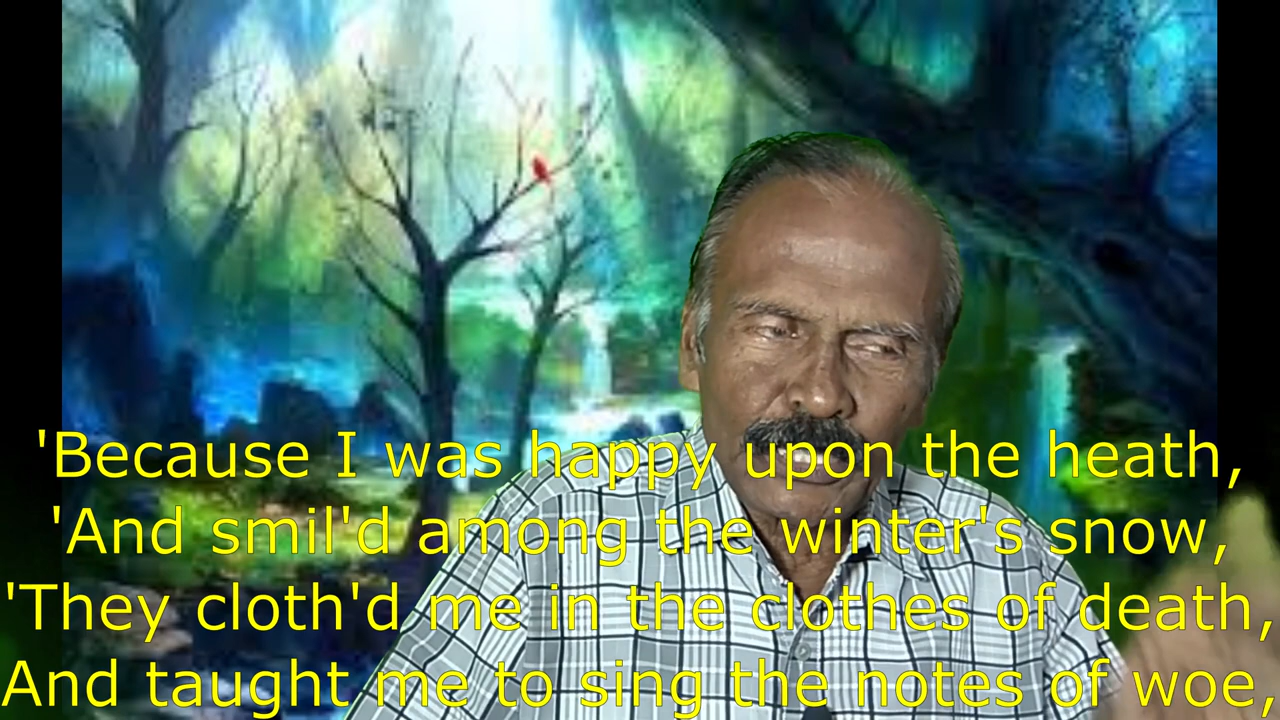 'Because I was happy upon the heath,
'And smil'd among the winter's snow,
'They cloth'd me in the clothes of death,
And taught me to sing the notes of woe,